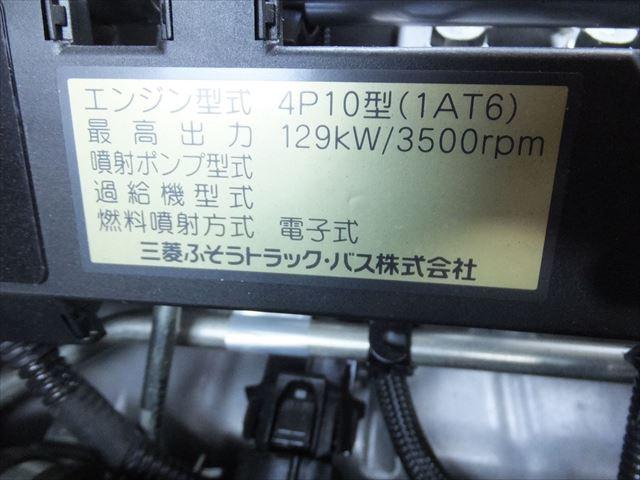 エンジン型式 4P10型(1AT6)
最高出力 129kW/3500rpm
噴射ポンプ型式
過給機型式
燃料噴射方式 電子式
三菱ふそうトラック・バス株式会社